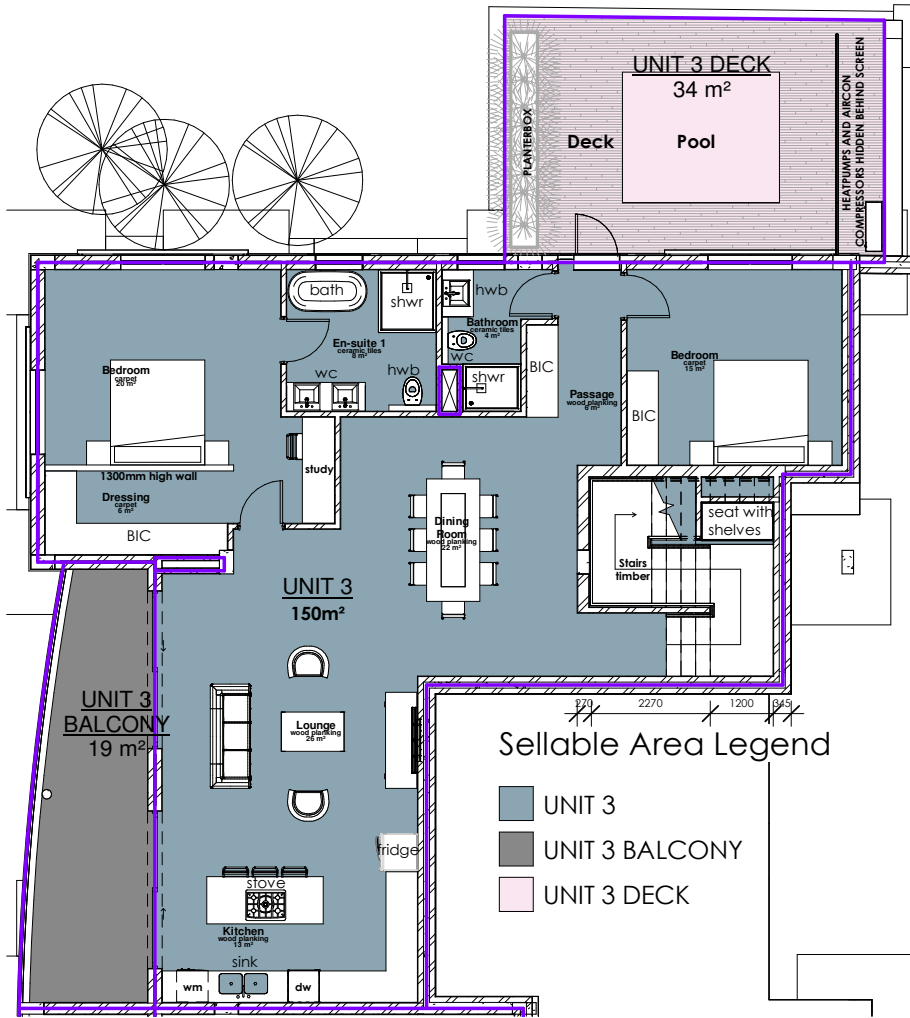 UNIT 3 DECK
34 m²
PLANTERBOX
Deck
Pool
HEATPUMPS AND AIRCON
COMPRESSORS HIDDEN BEHIND SCREEN
bath
shwr
hwb
Bathroom
ceramic tiles
4 m²
En-suite 1
ceramic tiles
8 m²
wc
shwr
BIC
Bedroom
carpet
20 m²
wc
hwb
Passage
wood planking
6 m²
Bedroom
carpet
15 m²
BIC
study
1300mm high wall
Dressing
carpet
6 m²
BIC
Dining
Room
wood planking
22 m²
seat with
shelves
Stairs
timber
UNIT 3
150m²
UNIT 3
BALCONY
19 m²
Lounge
wood planking
26 m²
270
2270
1200
345
Sellable Area Legend
UNIT 3
UNIT 3 BALCONY
UNIT 3 DECK
fridge
stove
Kitchen
wood planking
13 m²
sink
wm
dw